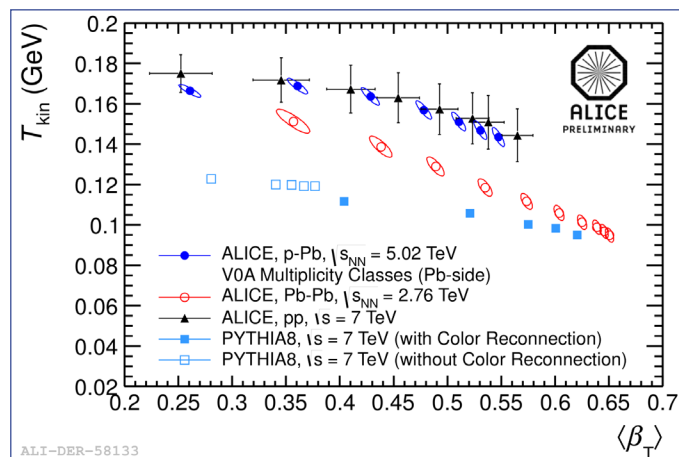 T_kin (GeV)
0.2
0.18
0.16
0.14
0.12
0.1
0.08
0.06
0.04
0.02
ALICE
PRELIMINARY
ALICE, p-Pb, √s_NN = 5.02 TeV
V0A Multiplicity Classes (Pb-side)
ALICE, Pb-Pb, √s_NN = 2.76 TeV
ALICE, pp, √s = 7 TeV
PYTHIA8, √s = 7 TeV (with Color Reconnection)
PYTHIA8, √s = 7 TeV (without Color Reconnection)
0.2 0.25 0.3 0.35 0.4 0.45 0.5 0.55 0.6 0.65 0.7
⟨β_T⟩
ALI-DER-58133